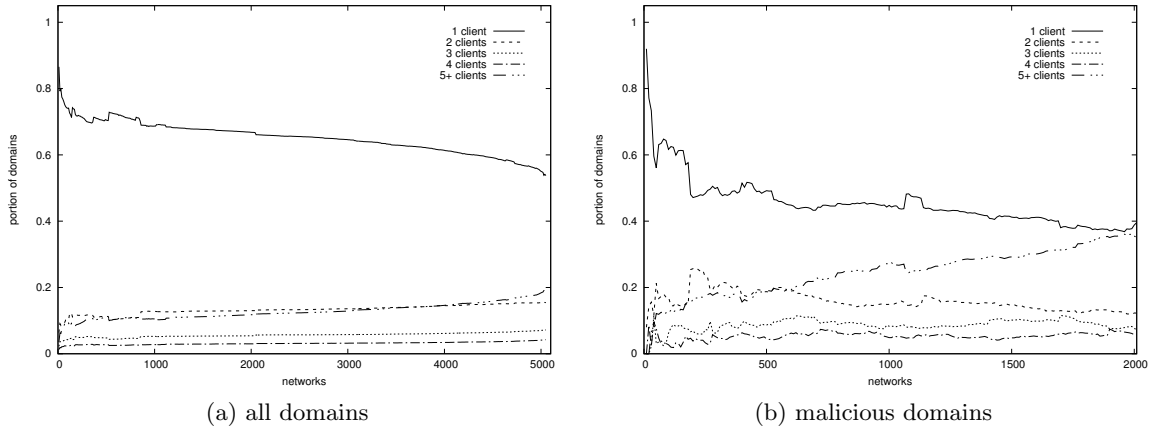 1
0.8
0.6
0.4
0.2
0
portion of domains
1 client
2 clients
3 clients
4 clients
5+ clients
0 1000 2000 3000 4000 5000
networks
(a) all domains
1
0.8
0.6
0.4
0.2
0
portion of domains
1 client
2 clients
3 clients
4 clients
5+ clients
0 500 1000 1500 2000
networks
(b) malicious domains